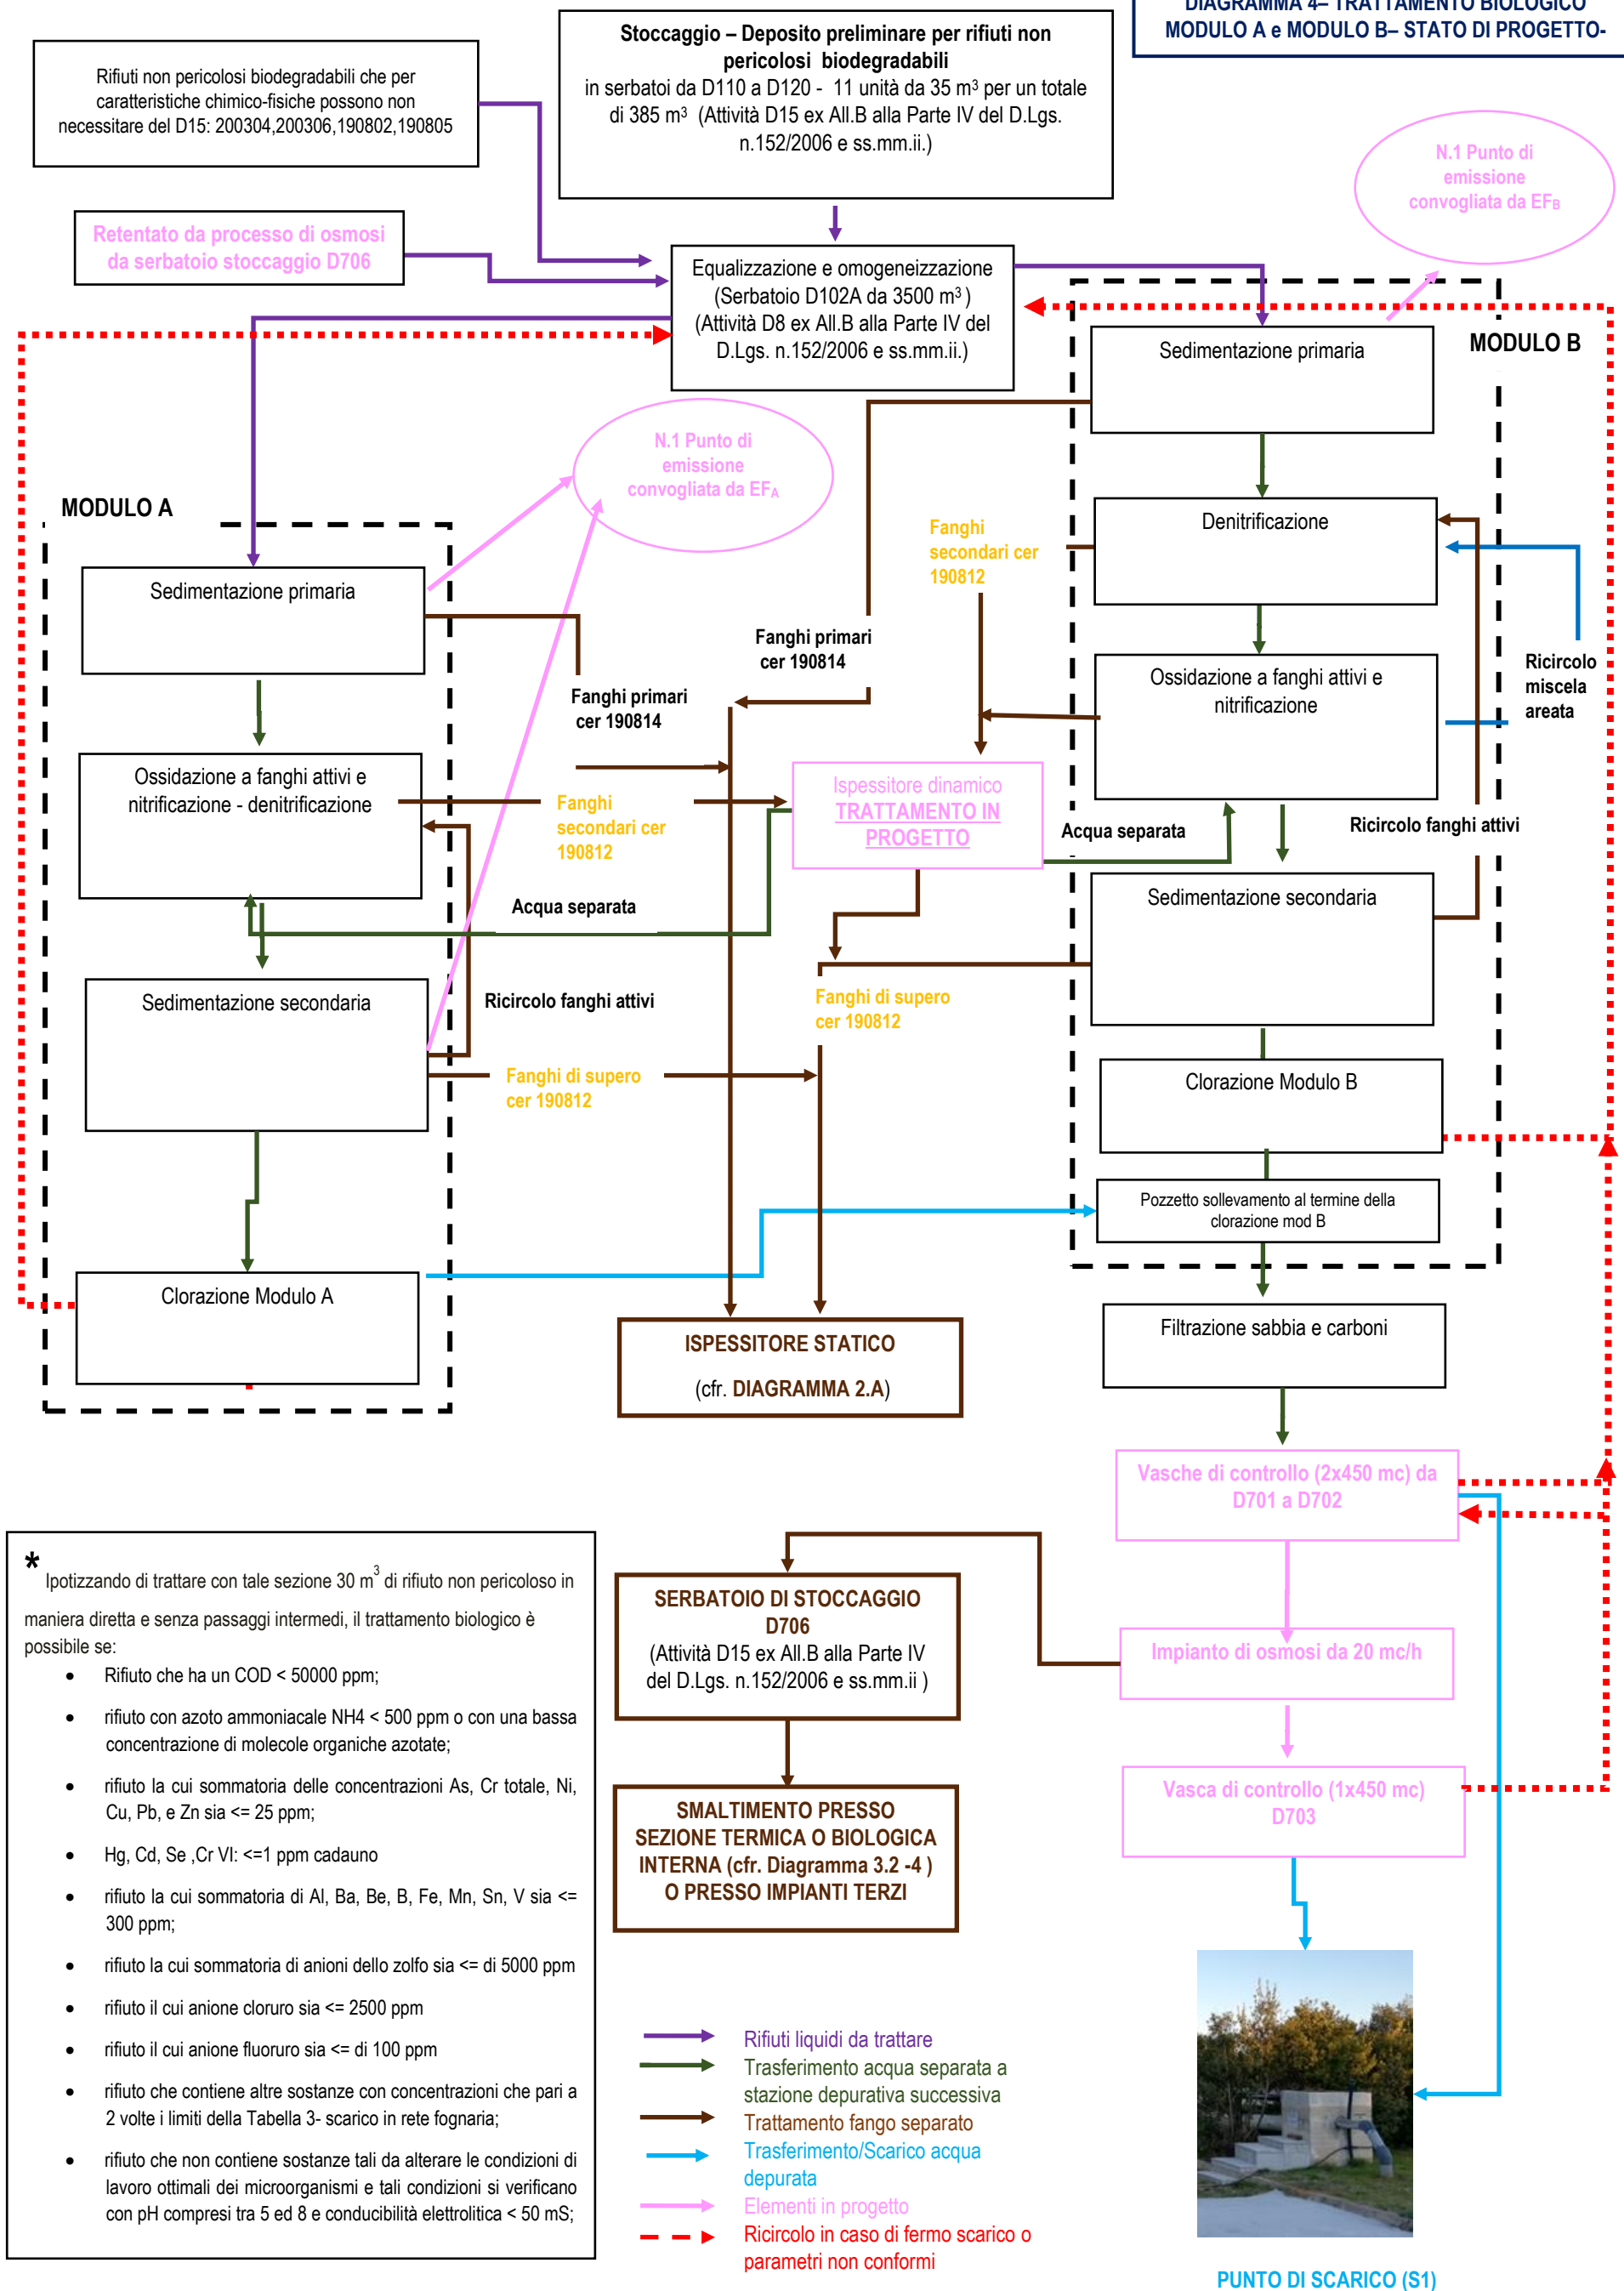 DIAGRAMMA 4– TRATTAMENTO BIOLOGICO
MODULO A e MODULO B– STATO DI PROGETTO-
Stoccaggio – Deposito preliminare per rifiuti non
pericolosi biodegradabili
in serbatoi da D110 a D120 - 11 unità da 35 m³ per un totale
di 385 m³ (Attività D15 ex All.B alla Parte IV del D.Lgs.
n.152/2006 e ss.mm.ii.)
Rifiuti non pericolosi biodegradabili che per
caratteristiche chimico-fisiche possono non
necessitare del D15: 200304,200306,190802,190805
N.1 Punto di
emissione
convogliata da EFB
Retentato da processo di osmosi
da serbatoio stoccaggio D706
Equalizzazione e omogeneizzazione
(Serbatoio D102A da 3500 m³ )
(Attività D8 ex All.B alla Parte IV del
D.Lgs. n.152/2006 e ss.mm.ii.)
Sedimentazione primaria
MODULO B
N.1 Punto di
emissione
convogliata da EFA
MODULO A
Denitrificazione
Fanghi
secondari cer
190812
Sedimentazione primaria
Fanghi primari
cer 190814
Fanghi primari
cer 190814
Ossidazione a fanghi attivi e
nitrificazione
Ricircolo
miscela
areata
Ossidazione a fanghi attivi e
nitrificazione - denitrificazione
Fanghi
secondari cer
190812
Ispessitore dinamico
TRATTAMENTO IN
PROGETTO
Acqua separata
Ricircolo fanghi attivi
Acqua separata
Sedimentazione secondaria
Sedimentazione secondaria
Ricircolo fanghi attivi
Fanghi di supero
cer 190812
Fanghi di supero
cer 190812
Clorazione Modulo B
Pozzetto sollevamento al termine della
clorazione mod B
Clorazione Modulo A
Filtrazione sabbia e carboni
ISPESSITORE STATICO
(cfr. DIAGRAMMA 2.A)
Vasche di controllo (2x450 mc) da
D701 a D702
SERBATOIO DI STOCCAGGIO
D706
(Attività D15 ex All.B alla Parte IV
del D.Lgs. n.152/2006 e ss.mm.ii )
Impianto di osmosi da 20 mc/h
Vasca di controllo (1x450 mc)
D703
SMALTIMENTO PRESSO
SEZIONE TERMICA O BIOLOGICA
INTERNA (cfr. Diagramma 3.2 -4 )
O PRESSO IMPIANTI TERZI
* Ipotizzando di trattare con tale sezione 30 m³ di rifiuto non pericoloso in
maniera diretta e senza passaggi intermedi, il trattamento biologico è
possibile se:
• Rifiuto che ha un COD < 50000 ppm;
• rifiuto con azoto ammoniacale NH4 < 500 ppm o con una bassa
concentrazione di molecole organiche azotate;
• rifiuto la cui sommatoria delle concentrazioni As, Cr totale, Ni,
Cu, Pb, e Zn sia <= 25 ppm;
• Hg, Cd, Se ,Cr VI: <=1 ppm cadauno
• rifiuto la cui sommatoria di Al, Ba, Be, B, Fe, Mn, Sn, V sia <=
300 ppm;
• rifiuto la cui sommatoria di anioni dello zolfo sia <= di 5000 ppm
• rifiuto il cui anione cloruro sia <= 2500 ppm
• rifiuto il cui anione fluoruro sia <= di 100 ppm
• rifiuto che contiene altre sostanze con concentrazioni che pari a
2 volte i limiti della Tabella 3- scarico in rete fognaria;
• rifiuto che non contiene sostanze tali da alterare le condizioni di
lavoro ottimali dei microorganismi e tali condizioni si verificano
con pH compresi tra 5 ed 8 e conducibilità elettrolitica < 50 mS;
Rifiuti liquidi da trattare
Trasferimento acqua separata a
stazione depurativa successiva
Trattamento fango separato
Trasferimento/Scarico acqua
depurata
Elementi in progetto
Ricircolo in caso di fermo scarico o
parametri non conformi
PUNTO DI SCARICO (S1)